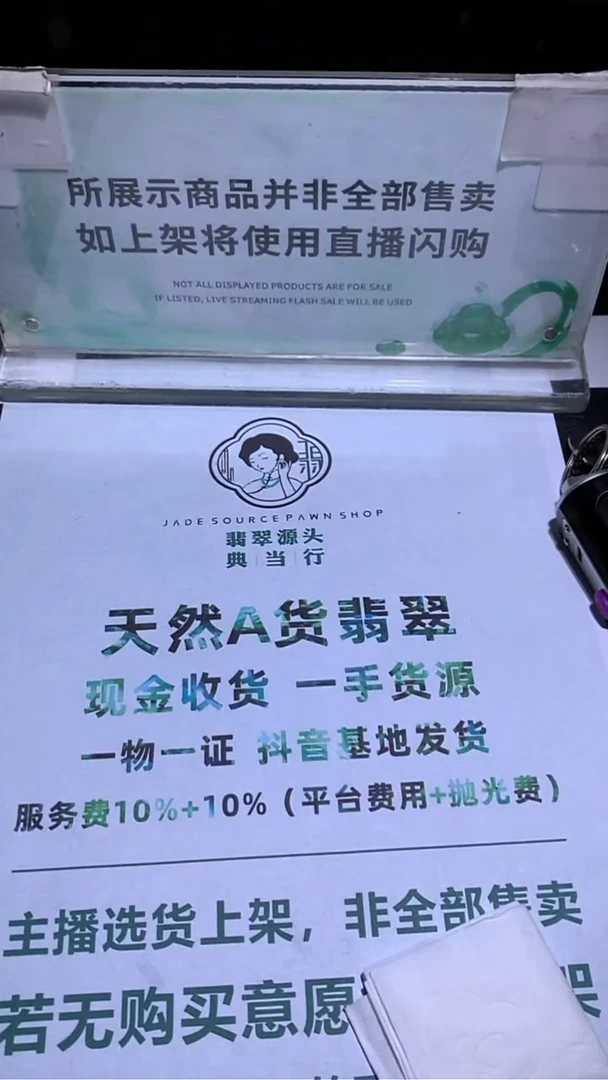 所展示商品并非全部售卖
如上架将使用直播闪购
NOT ALL DISPLAYED PRODUCTS ARE FOR SALE
IF LISTED, LIVE STREAMING FLASH SALE WILL BE USED
JADE SOURCE PAWN SHOP
翡翠源头
典当行
天然A货翡翠
现金收货 一手货源
一物一证 抖音基地发货
服务费10%+10%（平台费用+抛光费）
主播选货上架，非全部售卖
若无购买意愿